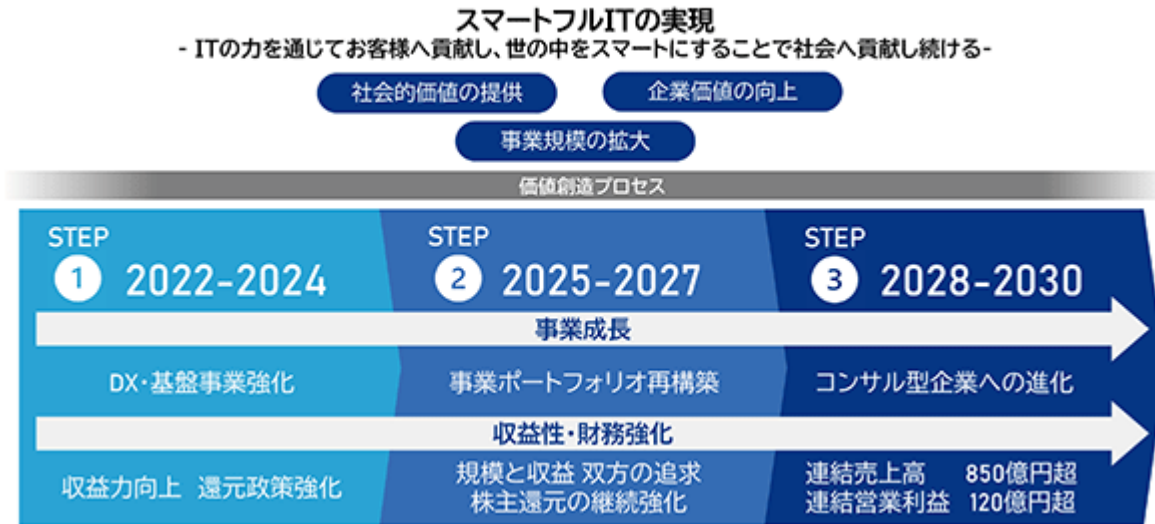 スマートフルITの実現
- ITの力を通じてお客様へ貢献し、世の中をスマートにすることで社会へ貢献し続ける-
社会的価値の提供
企業価値の向上
事業規模の拡大
価値創造プロセス
STEP
1 2022-2024
STEP
2 2025-2027
STEP
3 2028-2030
事業成長
DX・基盤事業強化
事業ポートフォリオ再構築
コンサル型企業への進化
収益性・財務強化
収益力向上 還元政策強化
規模と収益 双方の追求
株主還元の継続強化
連結売上高 850億円超
連結営業利益 120億円超